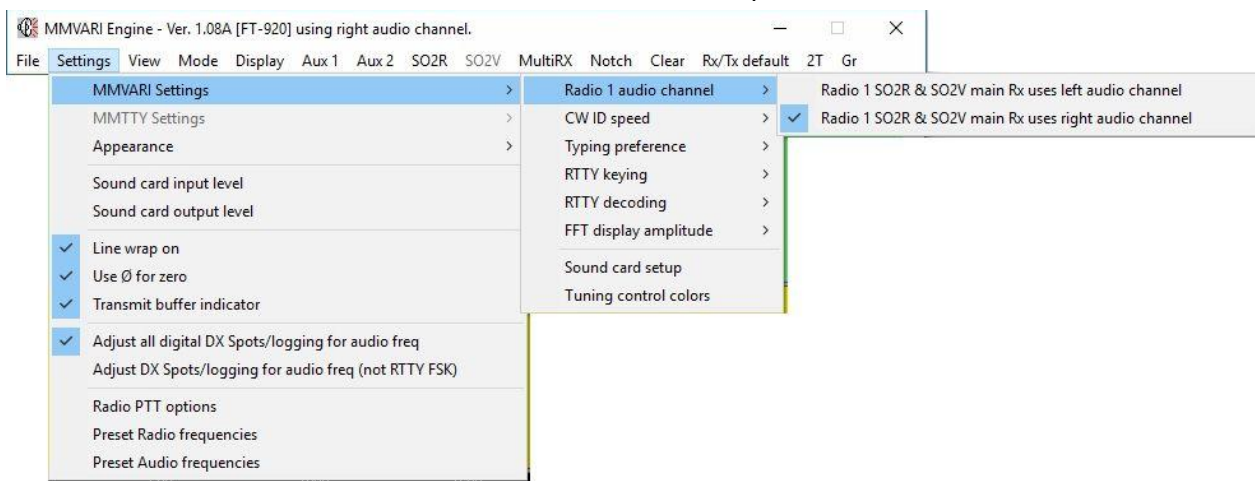 MMVARI Engine - Ver. 1.08A [FT-920] using right audio channel.
File Settings View Mode Display Aux 1 Aux 2 SO2R SO2V MultiRX Notch Clear Rx/Tx default 2T Gr
MMVARI Settings
MMTTY Settings
Appearance
Sound card input level
Sound card output level
Line wrap on
Use Ø for zero
Transmit buffer indicator
Adjust all digital DX Spots/logging for audio freq
Adjust DX Spots/logging for audio freq (not RTTY FSK)
Radio PTT options
Preset Radio frequencies
Preset Audio frequencies
Radio 1 audio channel
CW ID speed
Typing preference
RTTY keying
RTTY decoding
FFT display amplitude
Sound card setup
Tuning control colors
Radio 1 SO2R & SO2V main Rx uses left audio channel
Radio 1 SO2R & SO2V main Rx uses right audio channel